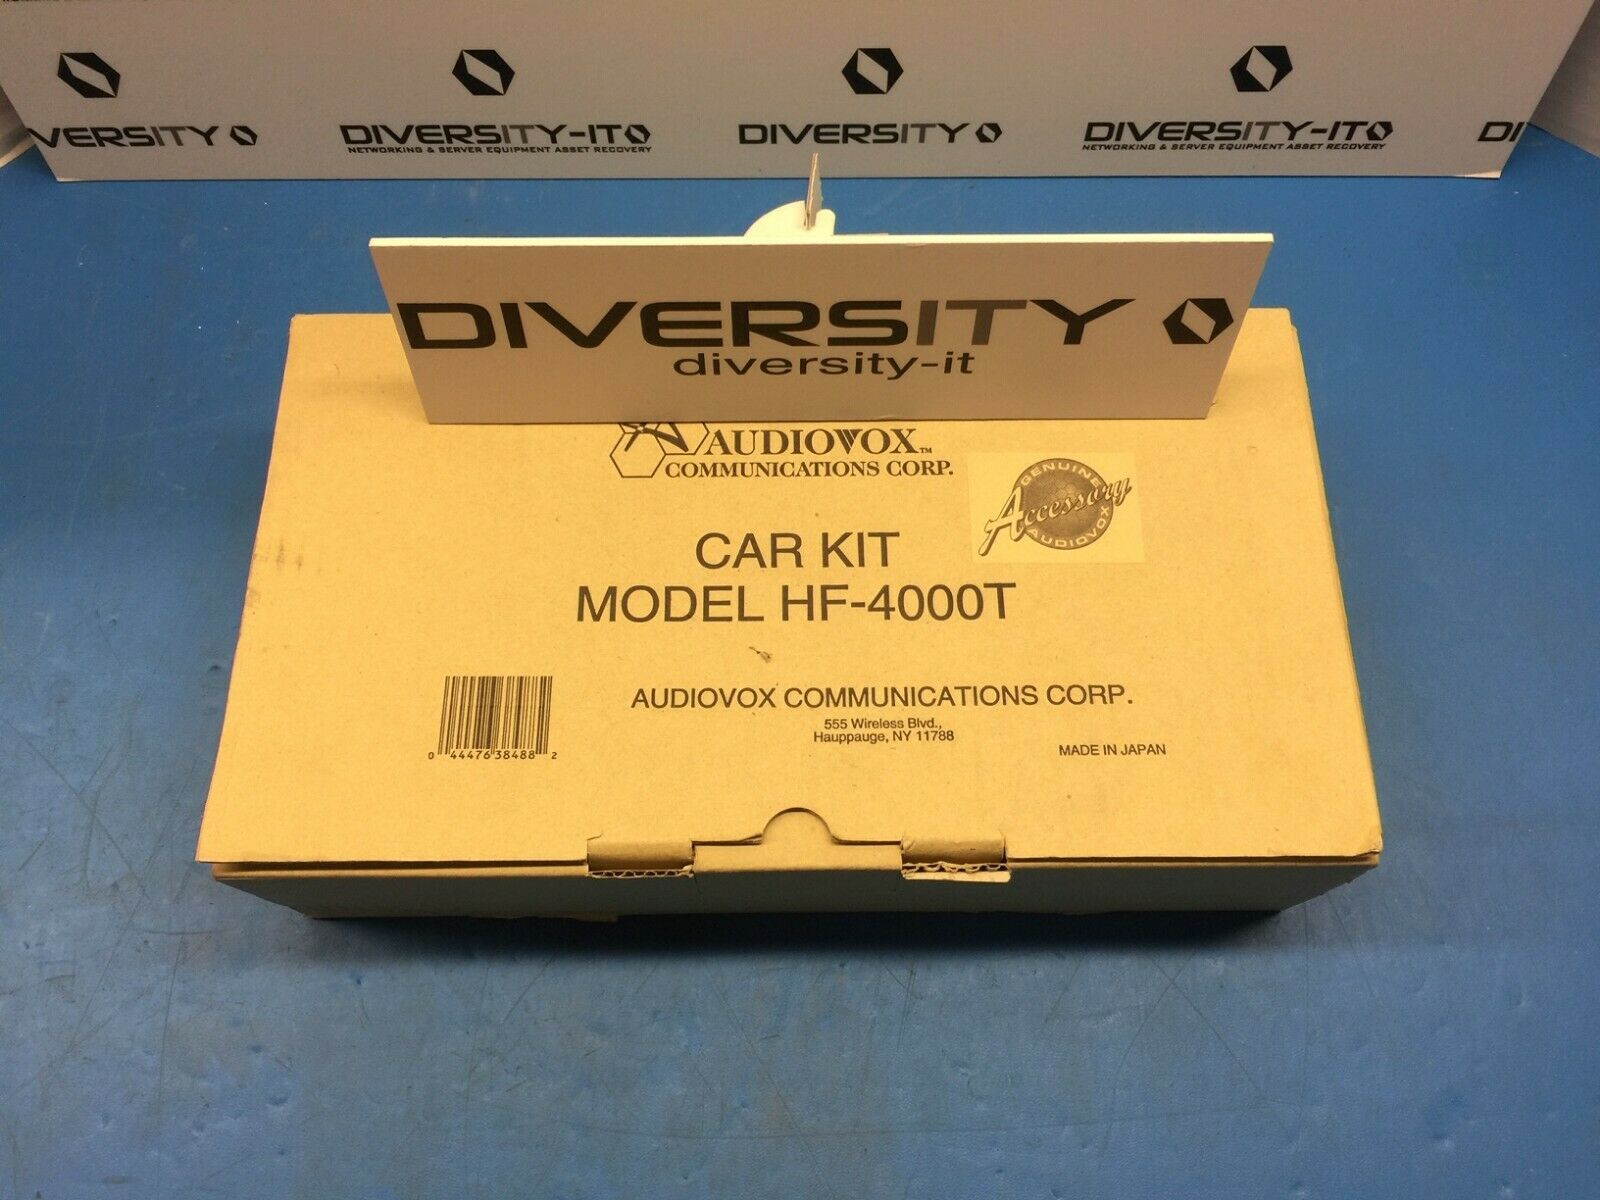 VERSITY
DIVERSITY-IT
NETWORKING & SERVER EQUIPMENT ASSET RECOVERY
DIVERSITY
DIVERSITY-IT
NETWORKING & SERVER EQUIPMENT ASSET RECOVERY
DI
DIVERSITY
diversity-it
AUDIOVOX™
COMMUNICATIONS CORP.
GENUINE
Accessory
AUDIOVOX
CAR KIT
MODEL HF-4000T
AUDIOVOX COMMUNICATIONS CORP.
555 Wireless Blvd.,
Hauppauge, NY 11788
MADE IN JAPAN
0 44476 38488 2